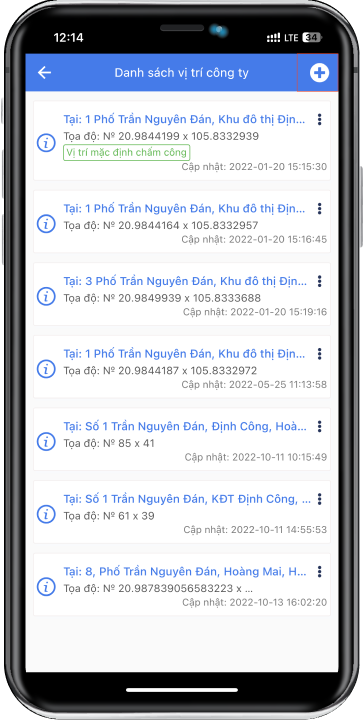 12:14
LTE 34
Danh sách vị trí công ty
Tại: 1 Phố Trần Nguyên Đán, Khu đô thị Địn...
Tọa độ: Nº 20.9844199 x 105.8332939
Vị trí mặc định chấm công
Cập nhật: 2022-01-20 15:15:30
Tại: 1 Phố Trần Nguyên Đán, Khu đô thị Địn...
Tọa độ: Nº 20.9844164 x 105.8332957
Cập nhật: 2022-01-20 15:16:45
Tại: 3 Phố Trần Nguyên Đán, Khu đô thị Địn...
Tọa độ: Nº 20.9849939 x 105.8333688
Cập nhật: 2022-01-20 15:19:16
Tại: 1 Phố Trần Nguyên Đán, Khu đô thị Địn...
Tọa độ: Nº 20.9844187 x 105.8332972
Cập nhật: 2022-05-25 11:13:58
Tại: Số 1 Trần Nguyên Đán, Định Công, Hoà...
Tọa độ: Nº 85 x 41
Cập nhật: 2022-10-11 10:15:49
Tại: Số 1 Trần Nguyên Đán, KĐT Định Công, ...
Tọa độ: Nº 61 x 39
Cập nhật: 2022-10-11 14:55:53
Tại: 8, Phố Trần Nguyên Đán, Hoàng Mai, H...
Tọa độ: Nº 20.987839056583223 x ...
Cập nhật: 2022-10-13 16:02:20